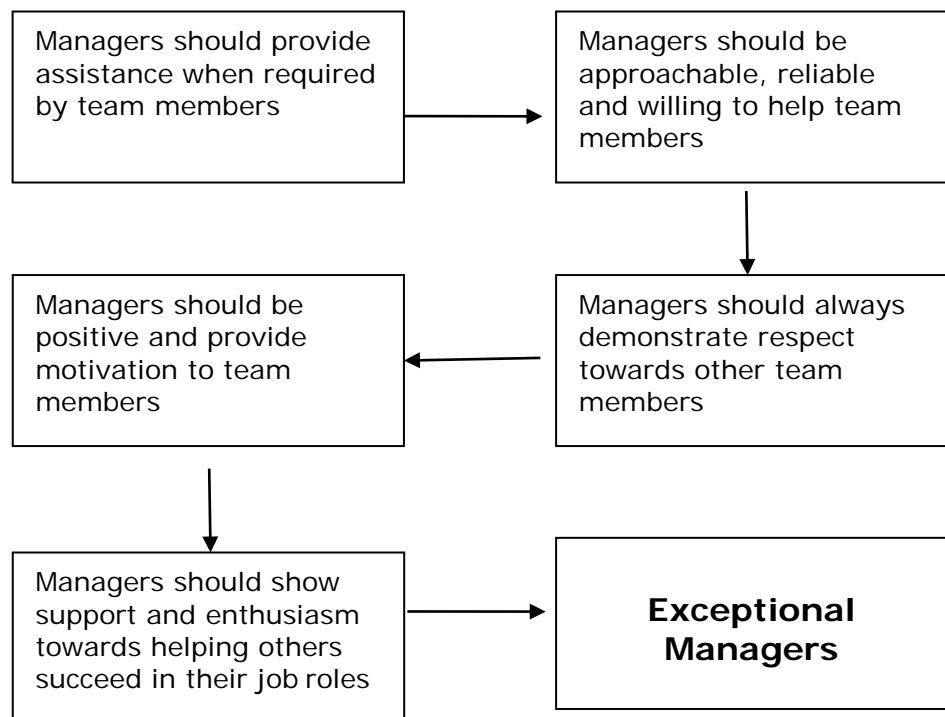 Managers should provide
assistance when required
by team members
Managers should be
approachable, reliable
and willing to help team
members
Managers should always
demonstrate respect
towards other team
members
Managers should be
positive and provide
motivation to team
members
Managers should show
support and enthusiasm
towards helping others
succeed in their job roles
Exceptional
Managers